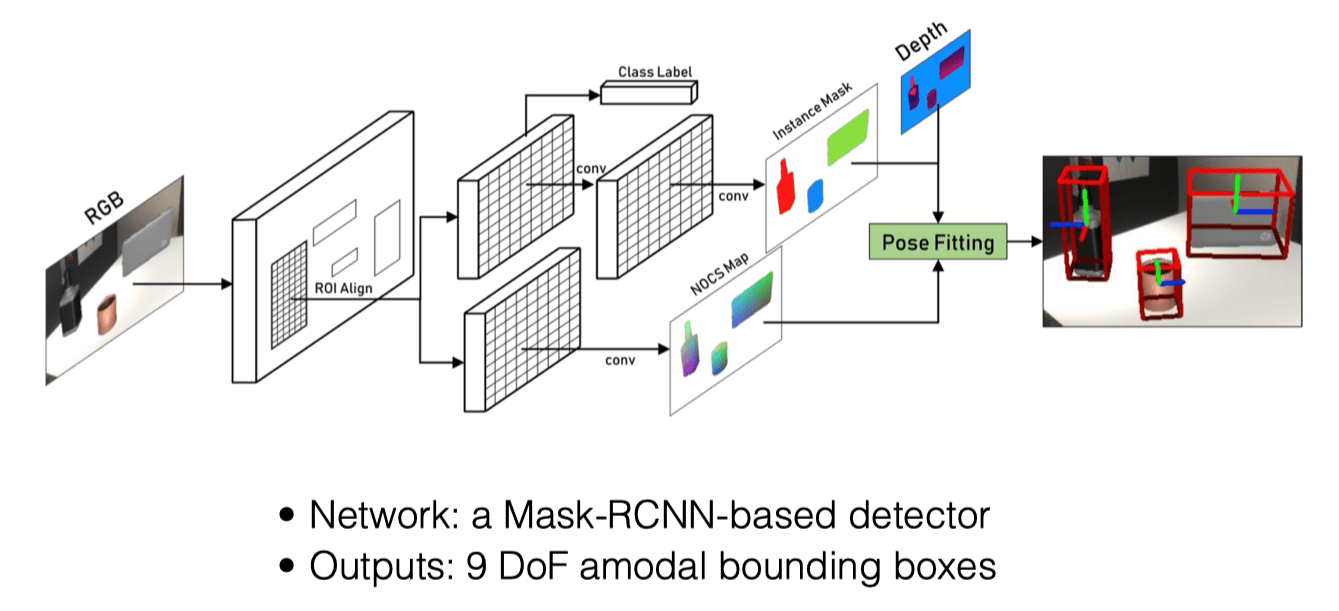 RGB
ROI Align
Class Label
conv
conv
conv
Instance Mask
NOCS Map
Depth
Pose Fitting
• Network: a Mask-RCNN-based detector
• Outputs: 9 DoF amodal bounding boxes